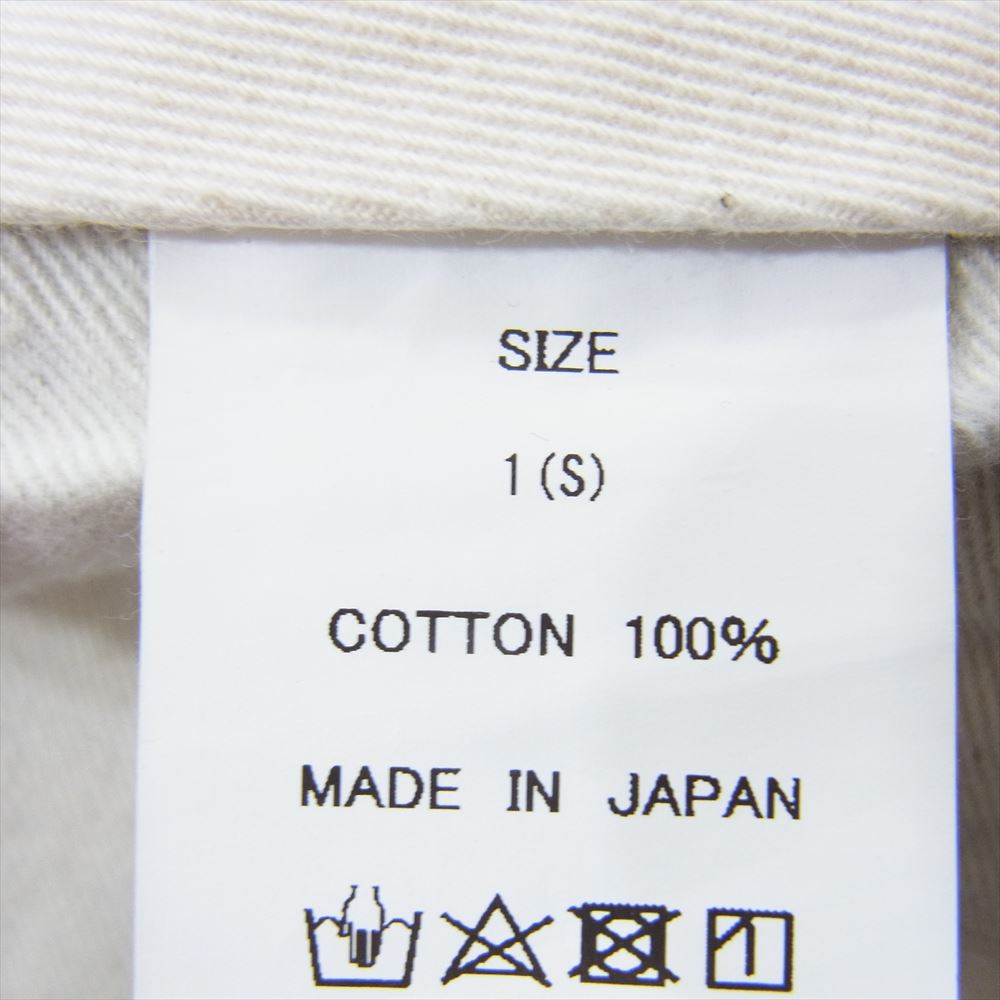 SIZE
1(S)
COTTON 100%
MADE IN JAPAN